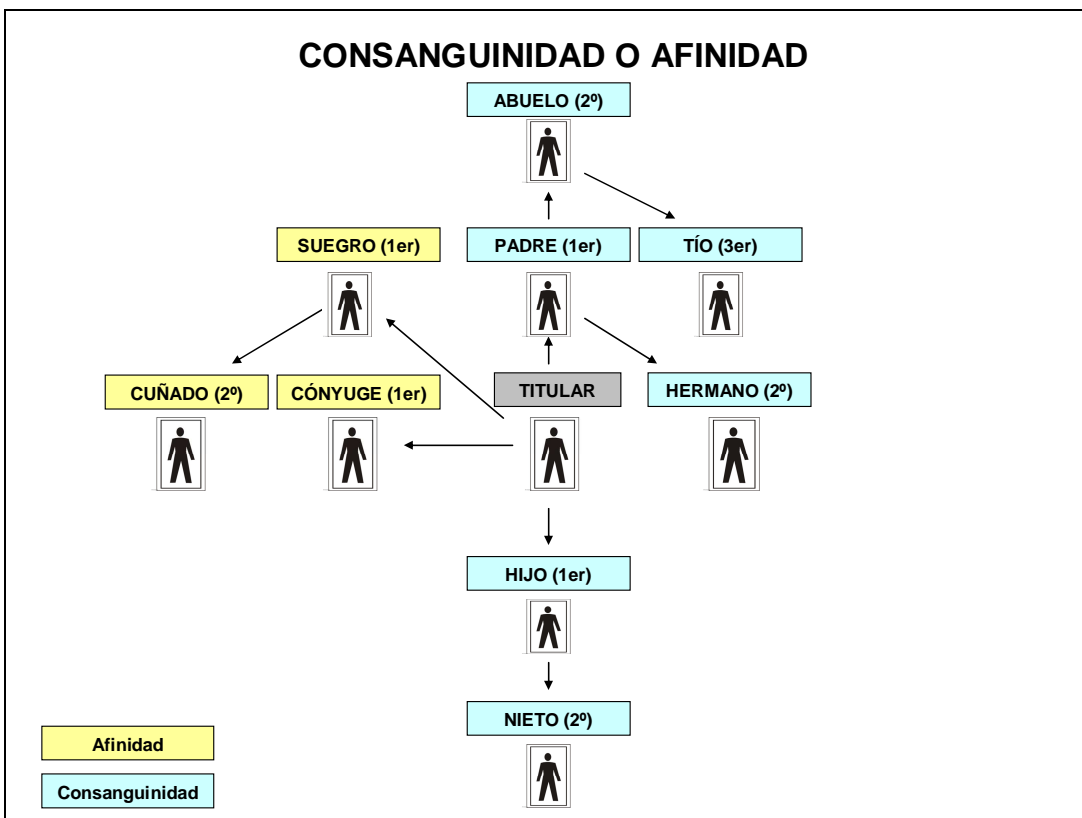 CONSANGUINIDAD O AFINIDAD
ABUELO (2º)
SUEGRO (1er)
PADRE (1er)
TÍO (3er)
CUÑADO (2º)
CÓNYUGE (1er)
TITULAR
HERMANO (2º)
HIJO (1er)
NIETO (2º)
Afinidad
Consanguinidad